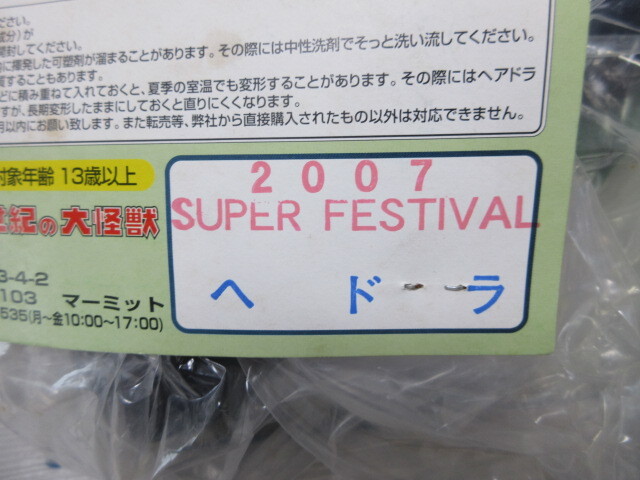 ださい。
成分）が
開封してください。
に揮発した可塑剤が溜まることがあります。その際には中性洗剤でそっと洗い流してください。
着することもあります。
どに積み重ねて入れておくと、夏季の室温でも変形することがあります。その際にはヘアドラ
すが、長期変形したままにしておくと直りにくくなります。
月以内にお願い致します。また転売等、弊社から直接購入されたもの以外は対応できません。
対象年齢 13歳以上
世紀の大怪獣
3-4-2
103 マーミット
535(月～金10:00～17:00)
2007
SUPER FESTIVAL
ヘドラ